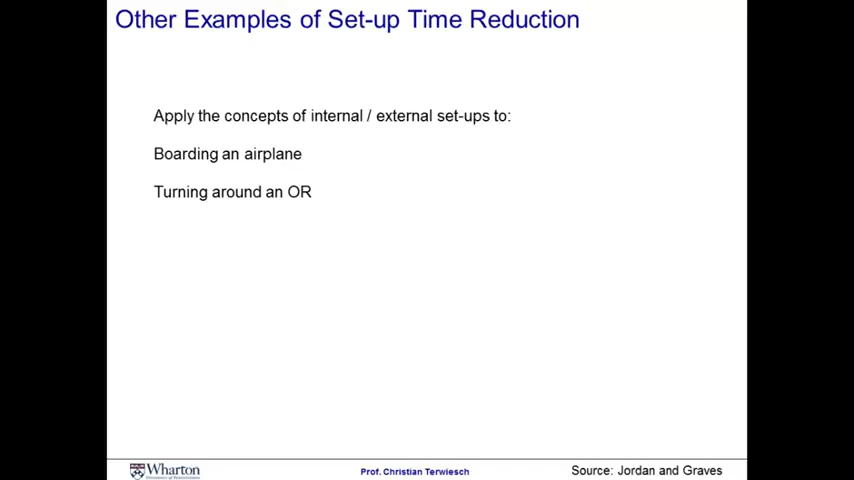 Other Examples of Set-up Time Reduction
Apply the concepts of internal / external set-ups to:
Boarding an airplane
Turning around an OR
Wharton
Prof. Christian Terwiesch
Source: Jordan and Graves